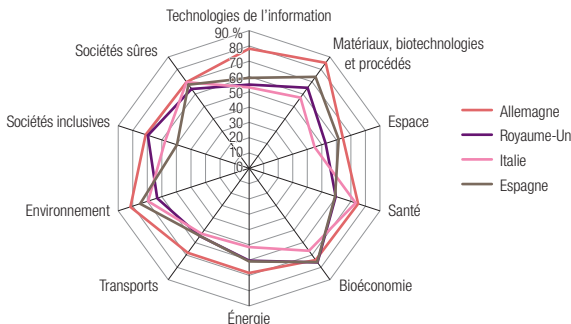 Technologies de l'information
Matériaux, biotechnologies
et procédés
Espace
Santé
Bioéconomie
Énergie
Transports
Environnement
Sociétés inclusives
Sociétés sûres
90 %
80
70
60
50
40
30
20
10
0
Allemagne
Royaume-Un
Italie
Espagne